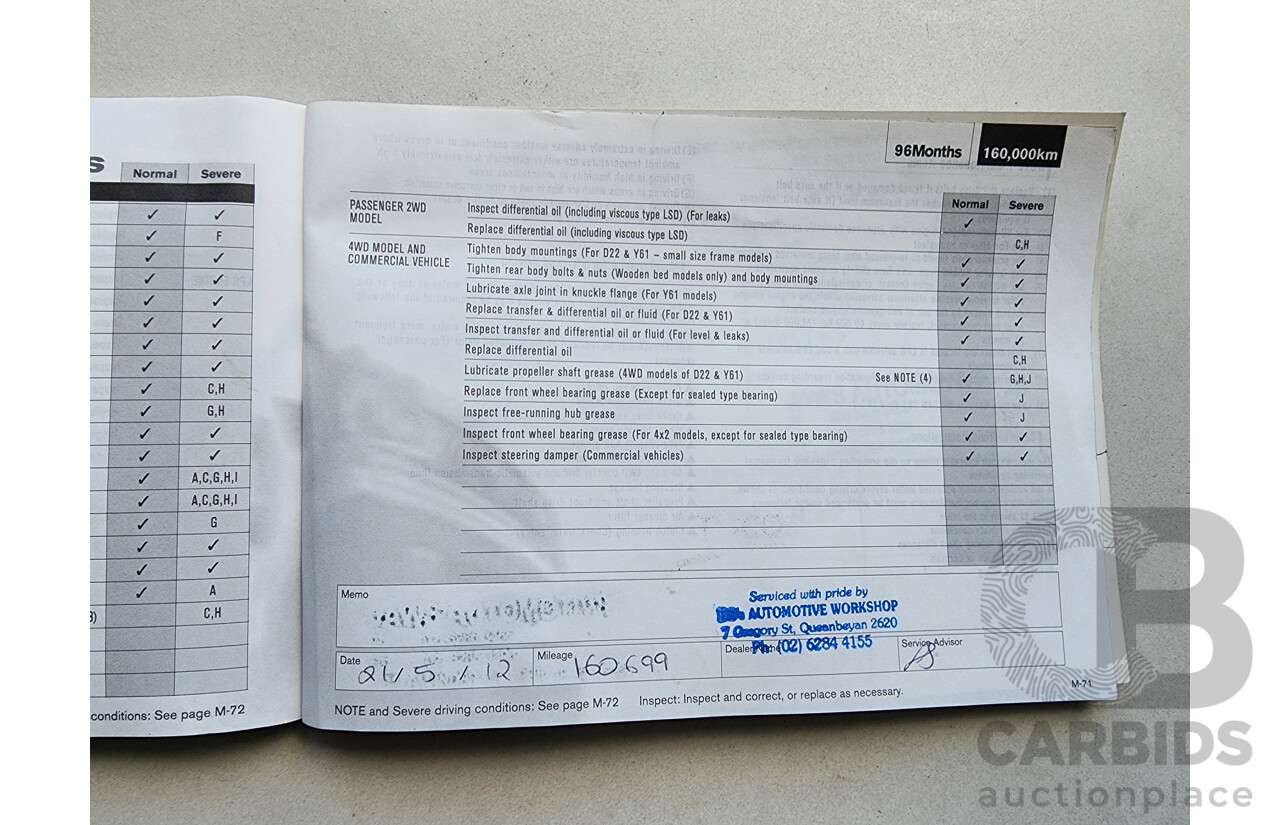 s
Normal Severe
✓ ✓
✓ F
✓ ✓
✓ ✓
✓ ✓
✓ ✓
✓ ✓
✓ ✓
✓ C,H
✓ G,H
✓ ✓
✓ ✓
✓ A,C,G,H,I
✓ A,C,G,H,I
✓ G
✓ ✓
✓ ✓
✓ A
C,H
conditions: See page M-72
96Months 160,000km
Normal Severe
PASSENGER 2WD MODEL
Inspect differential oil (including viscous type LSD) (For leaks) ✓
Replace differential oil (including viscous type LSD) C,H
4WD MODEL AND COMMERCIAL VEHICLE
Tighten body mountings (For D22 & Y61 – small size frame models) ✓ ✓
Tighten rear body bolts & nuts (Wooden bed models only) and body mountings ✓ ✓
Lubricate axle joint in knuckle flange (For Y61 models) ✓ ✓
Replace transfer & differential oil or fluid (For D22 & Y61) ✓ ✓
Inspect transfer and differential oil or fluid (For level & leaks) ✓ ✓
Replace differential oil C,H
Lubricate propeller shaft grease (4WD models of D22 & Y61) See NOTE (4) ✓ G,H,J
Replace front wheel bearing grease (Except for sealed type bearing) ✓ J
Inspect free-running hub grease ✓ J
Inspect front wheel bearing grease (For 4x2 models, except for sealed type bearing) ✓ ✓
Inspect steering damper (Commercial vehicles) ✓ ✓
Memo
Serviced with pride by
AUTOMOTIVE WORKSHOP
7 Gregory St, Queanbeyan 2620
Ph: (02) 6284 4155
Date 21/5/12 Mileage 160699 Dealer Name Service Advisor
M-71
NOTE and Severe driving conditions: See page M-72 Inspect: Inspect and correct, or replace as necessary.
CB
CARBIDS
auctionplace